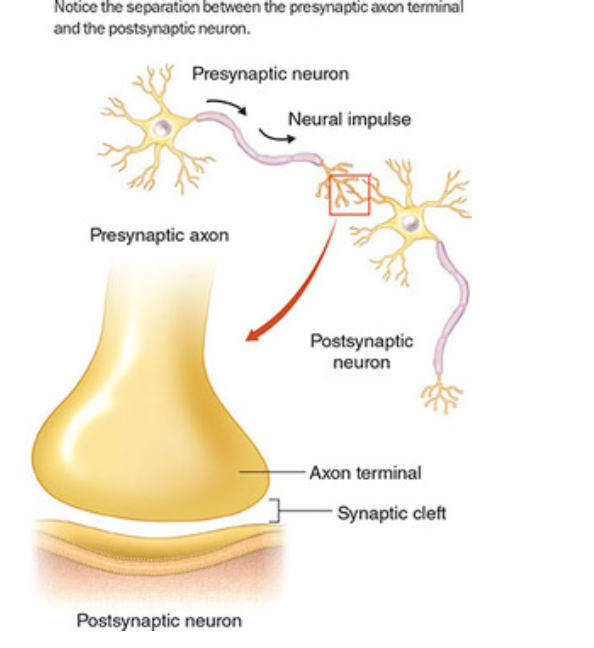 Notice the separation between the presynaptic axon terminal
and the postsynaptic neuron.
Presynaptic neuron
Neural impulse
Presynaptic axon
Postsynaptic
neuron
Axon terminal
Synaptic cleft
Postsynaptic neuron